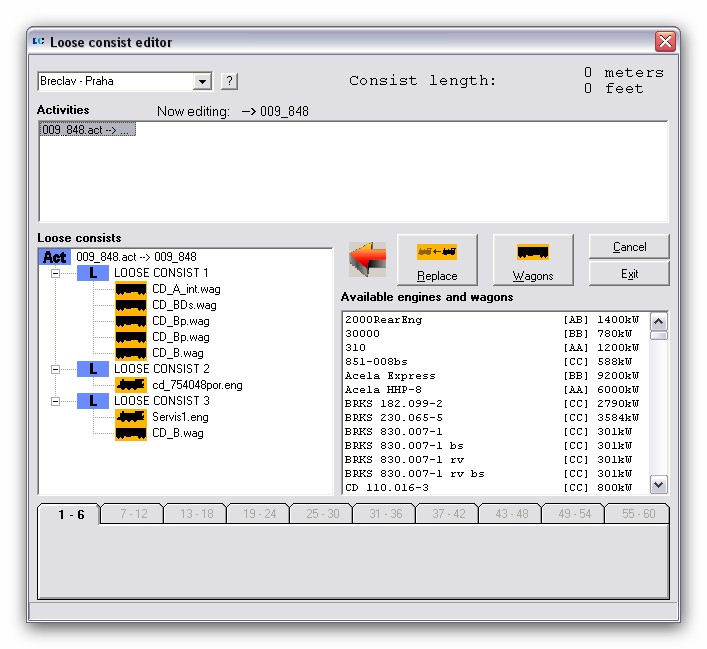 Loose consist editor
Breclav - Praha
?
Consist length:
0 meters
0 feet
Activities
Now editing: --> 009_848
009_848.act --> ...
Loose consists
Act 009_848.act --> 009_848
L LOOSE CONSIST 1
CD_A_int.wag
CD_BDs.wag
CD_Bp.wag
CD_Bp.wag
CD_B.wag
L LOOSE CONSIST 2
cd_754048por.eng
L LOOSE CONSIST 3
Servis1.eng
CD_B.wag
Replace
Wagons
Cancel
Exit
Available engines and wagons
2000RearEng [AB] 1400kW
30000 [BB] 780kW
310 [AA] 1200kW
851-008bs [CC] 588kW
Acela Express [BB] 9200kW
Acela HHP-8 [AA] 6000kW
BRKS 182.099-2 [CC] 2790kW
BRKS 230.065-5 [CC] 3584kW
BRKS 830.007-1 [CC] 301kW
BRKS 830.007-1 bs [CC] 301kW
BRKS 830.007-1 rv [CC] 301kW
BRKS 830.007-1 rv bs [CC] 301kW
CD 110.016-3 [CC] 800kW
1 - 6
7 - 12
13 - 18
19 - 24
25 - 30
31 - 36
37 - 42
43 - 48
49 - 54
55 - 60